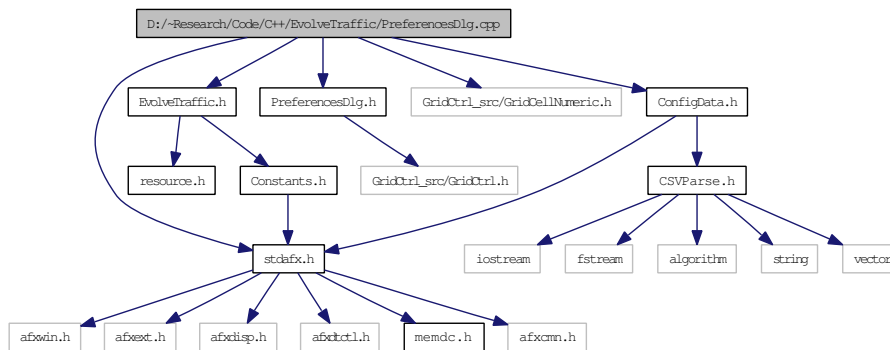 D:/~Research/Code/C++/EvolveTraffic/PreferencesDlg.cpp
EvolveTraffic.h
PreferencesDlg.h
GridCtrl_src/GridCellNumeric.h
ConfigData.h
resource.h
Constants.h
GridCtrl_src/GridCtrl.h
CSVParse.h
stdafx.h
iostream
fstream
algorithm
string
vector
afxwin.h
afxext.h
afxdisp.h
afxdtctl.h
memdc.h
afxcmn.h